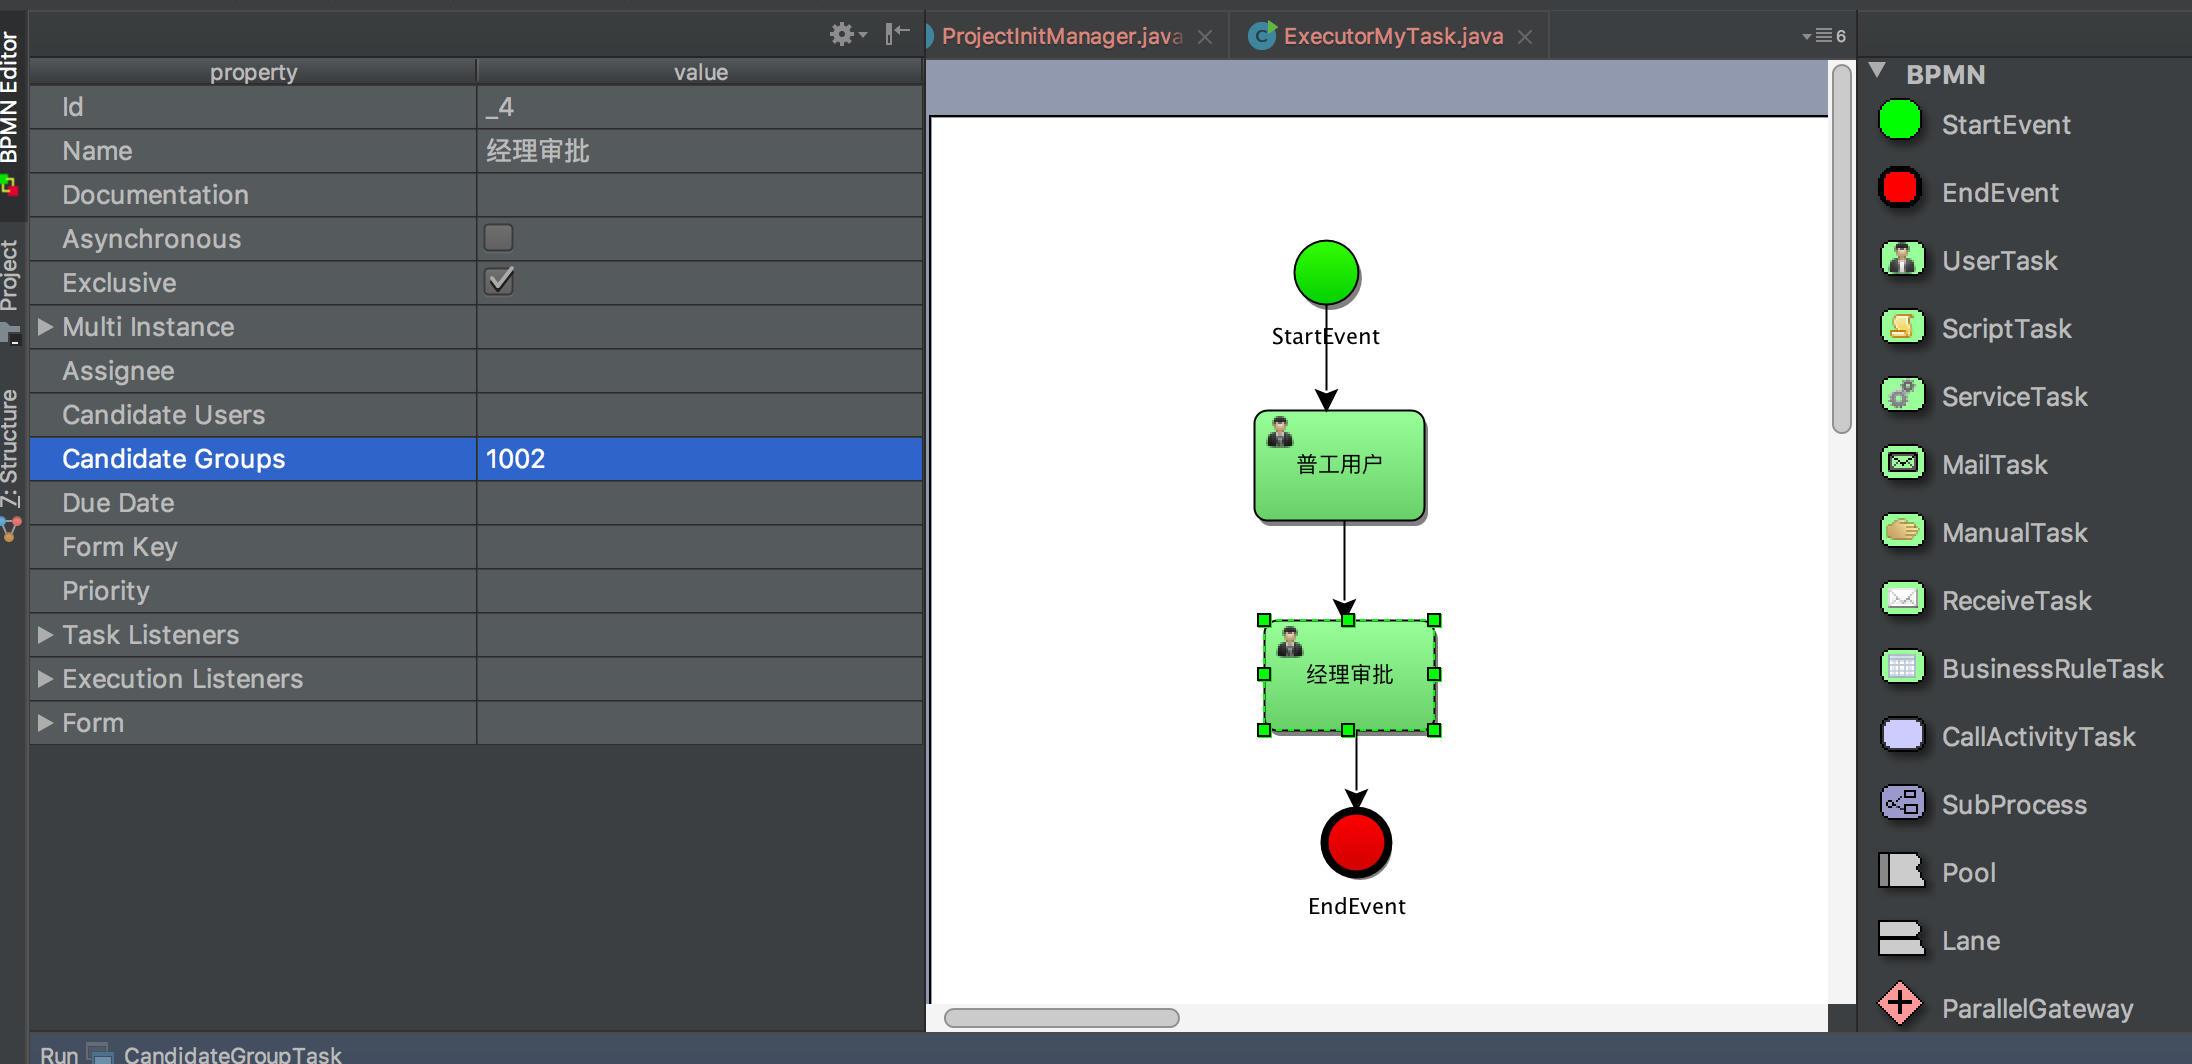 BPMN Editor
Project
Z: Structure
property value
Id _4
Name 经理审批
Documentation
Asynchronous
Exclusive
Multi Instance
Assignee
Candidate Users
Candidate Groups 1002
Due Date
Form Key
Priority
Task Listeners
Execution Listeners
Form
ProjectInitManager.java
ExecutorMyTask.java
6
StartEvent
普工用户
经理审批
EndEvent
BPMN
StartEvent
EndEvent
UserTask
ScriptTask
ServiceTask
MailTask
ManualTask
ReceiveTask
BusinessRuleTask
CallActivityTask
SubProcess
Pool
Lane
ParallelGateway
Run CandidateGroupTask